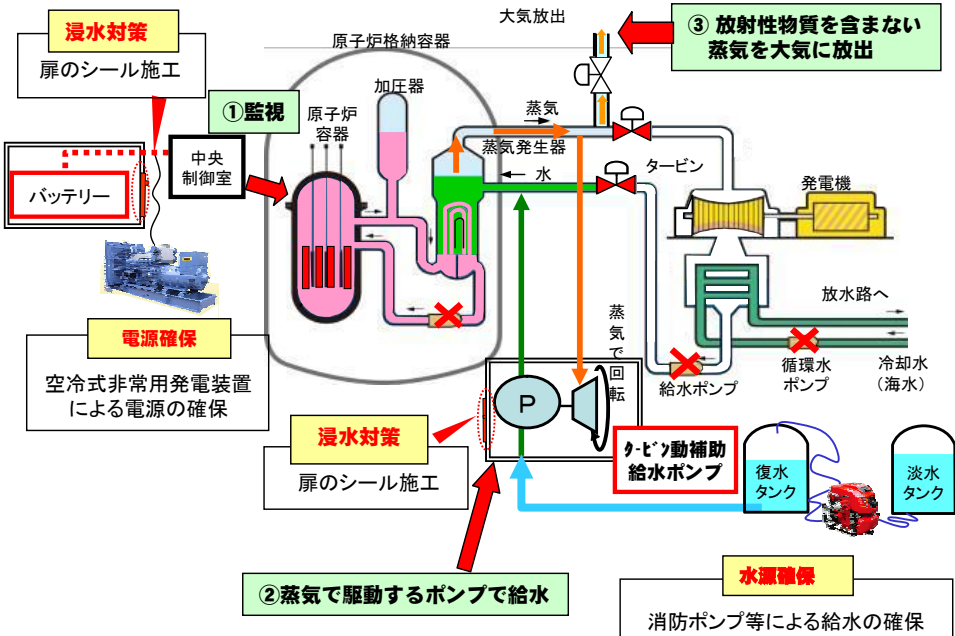 浸水対策
扉のシール施工
大気放出
③ 放射性物質を含まない
蒸気を大気に放出
原子炉格納容器
①監視
加圧器
原子炉
容器
蒸気
蒸気発生器
水
タービン
発電機
中央
制御室
バッテリー
放水路へ
電源確保
空冷式非常用発電装置
による電源の確保
蒸気で回転
給水ポンプ
循環水
ポンプ
冷却水
(海水)
P
浸水対策
扉のシール施工
タービン動補助
給水ポンプ
復水
タンク
淡水
タンク
②蒸気で駆動するポンプで給水
水源確保
消防ポンプ等による給水の確保